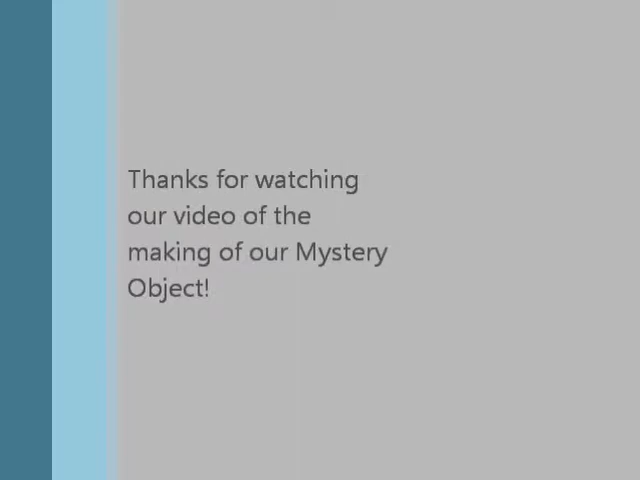 Thanks for watching
our video of the
making of our Mystery
Object!